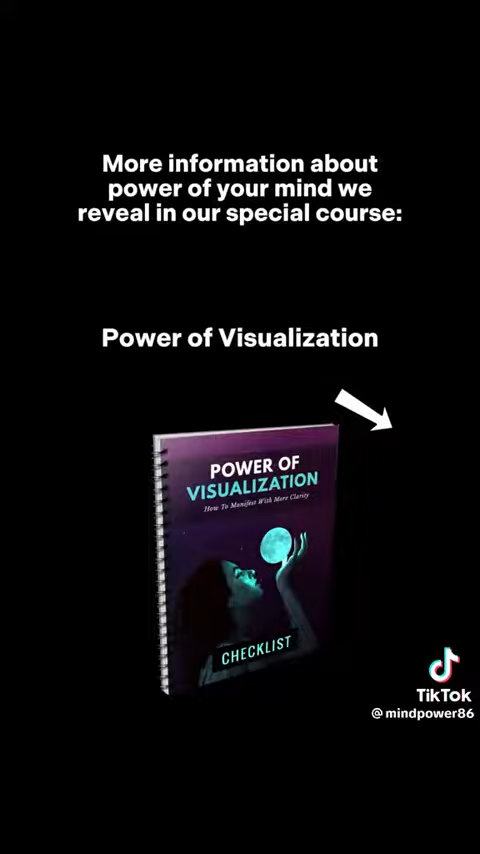 More information about
power of your mind we
reveal in our special course:
Power of Visualization
POWER OF
VISUALIZATION
How To Manifest With More Clarity
CHECKLIST
TikTok
@mindpower86